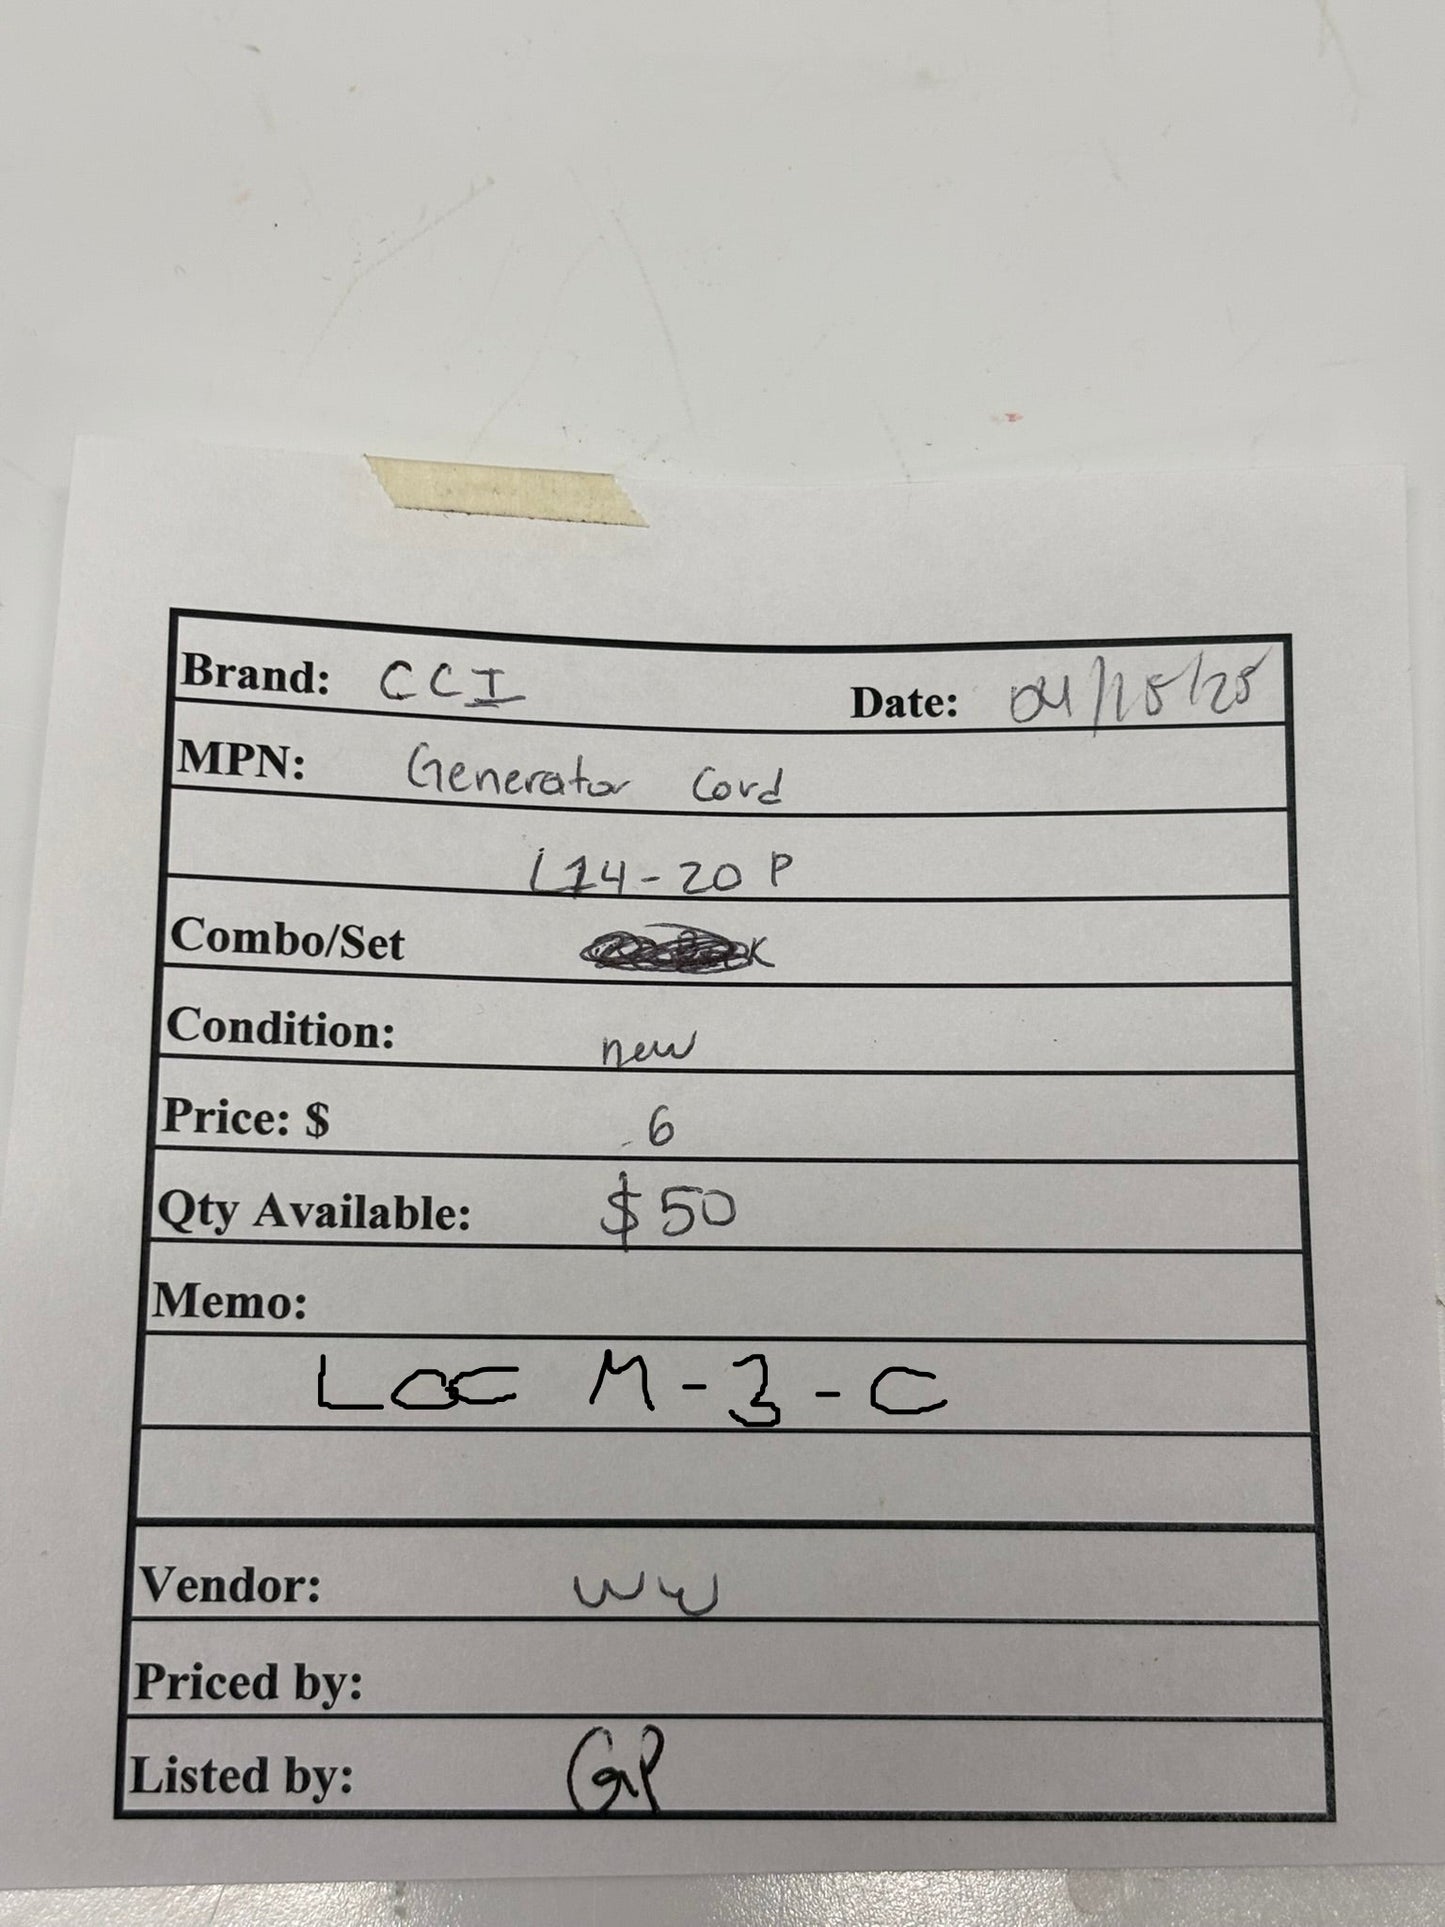 Brand: CCI Date: 04/15/25
MPN: Generator Cord
L14-20 P
Combo/Set
Condition: new
Price: $ 6
Qty Available: $50
Memo:
LOC M-3-C
Vendor: WW
Priced by:
Listed by: GP